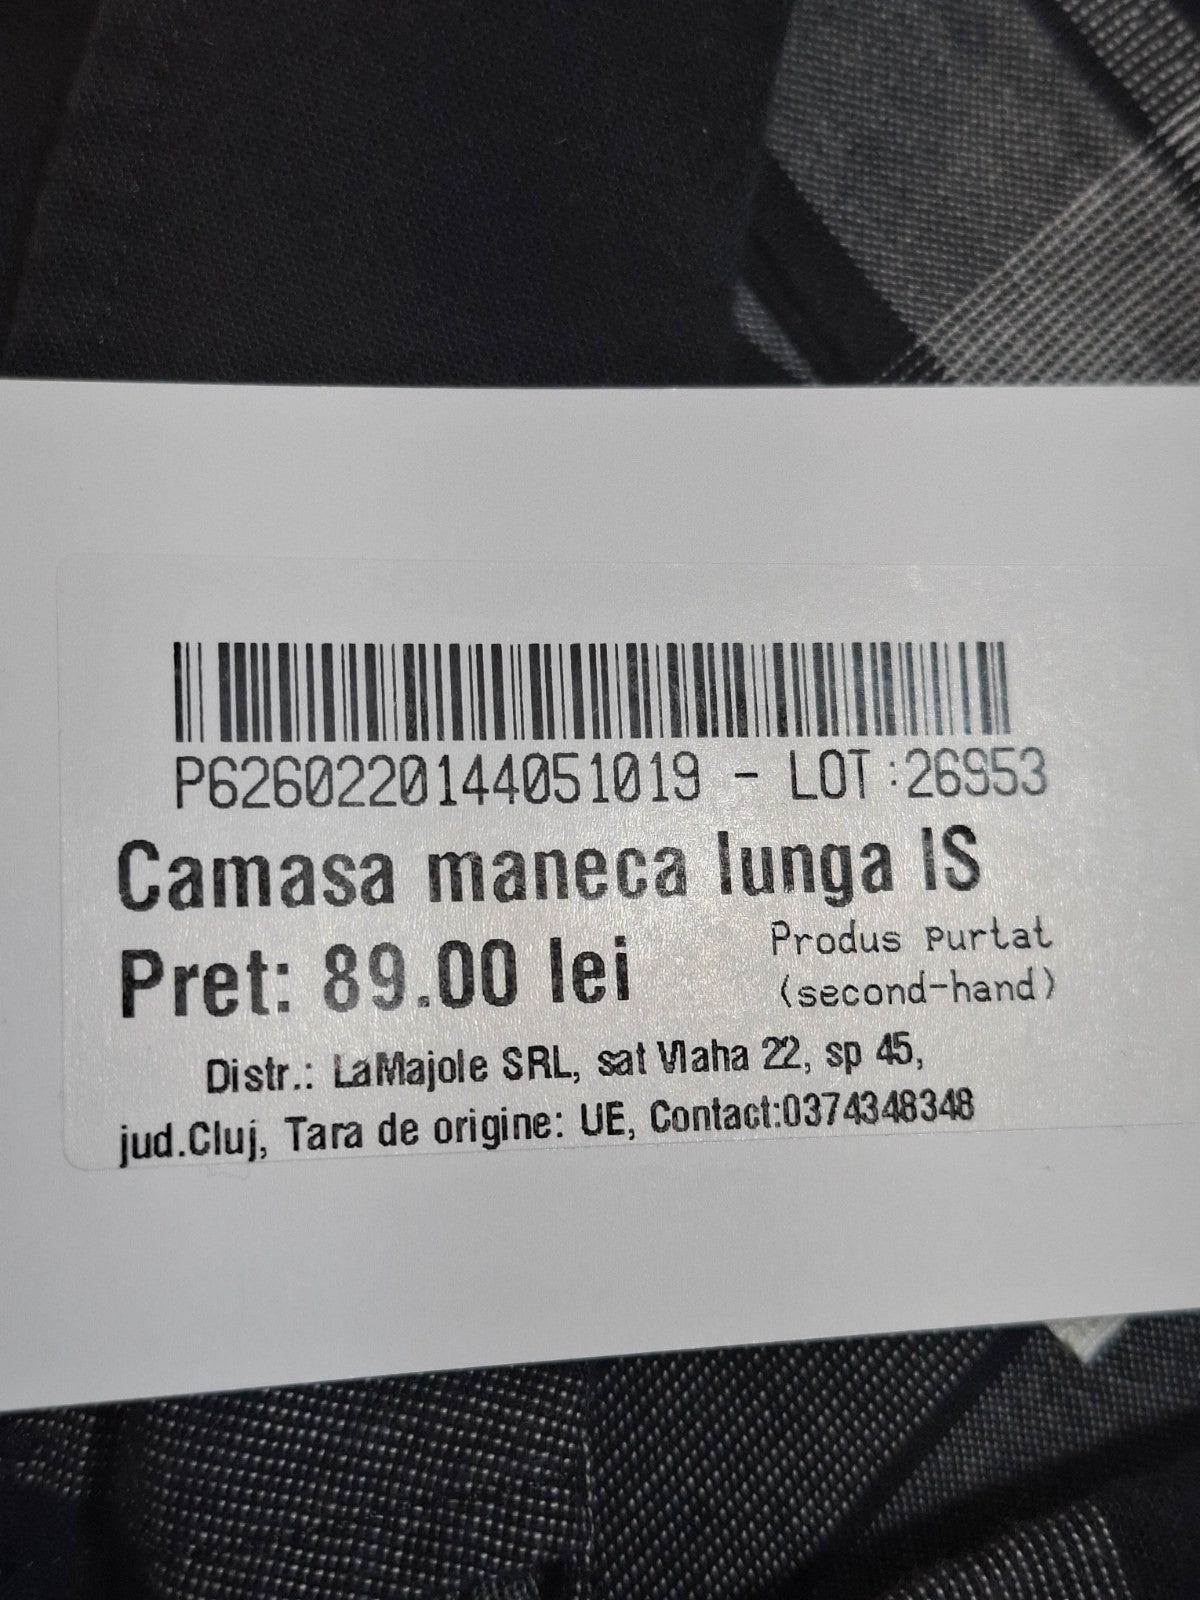 P6260220144051019 - LOT:26953
Camasa maneca lunga IS
Pret: 89.00 lei
Produs purtat
(second-hand)
Distr.: LaMajole SRL, sat Vlaha 22, sp 45,
jud.Cluj, Tara de origine: UE, Contact:0374348348